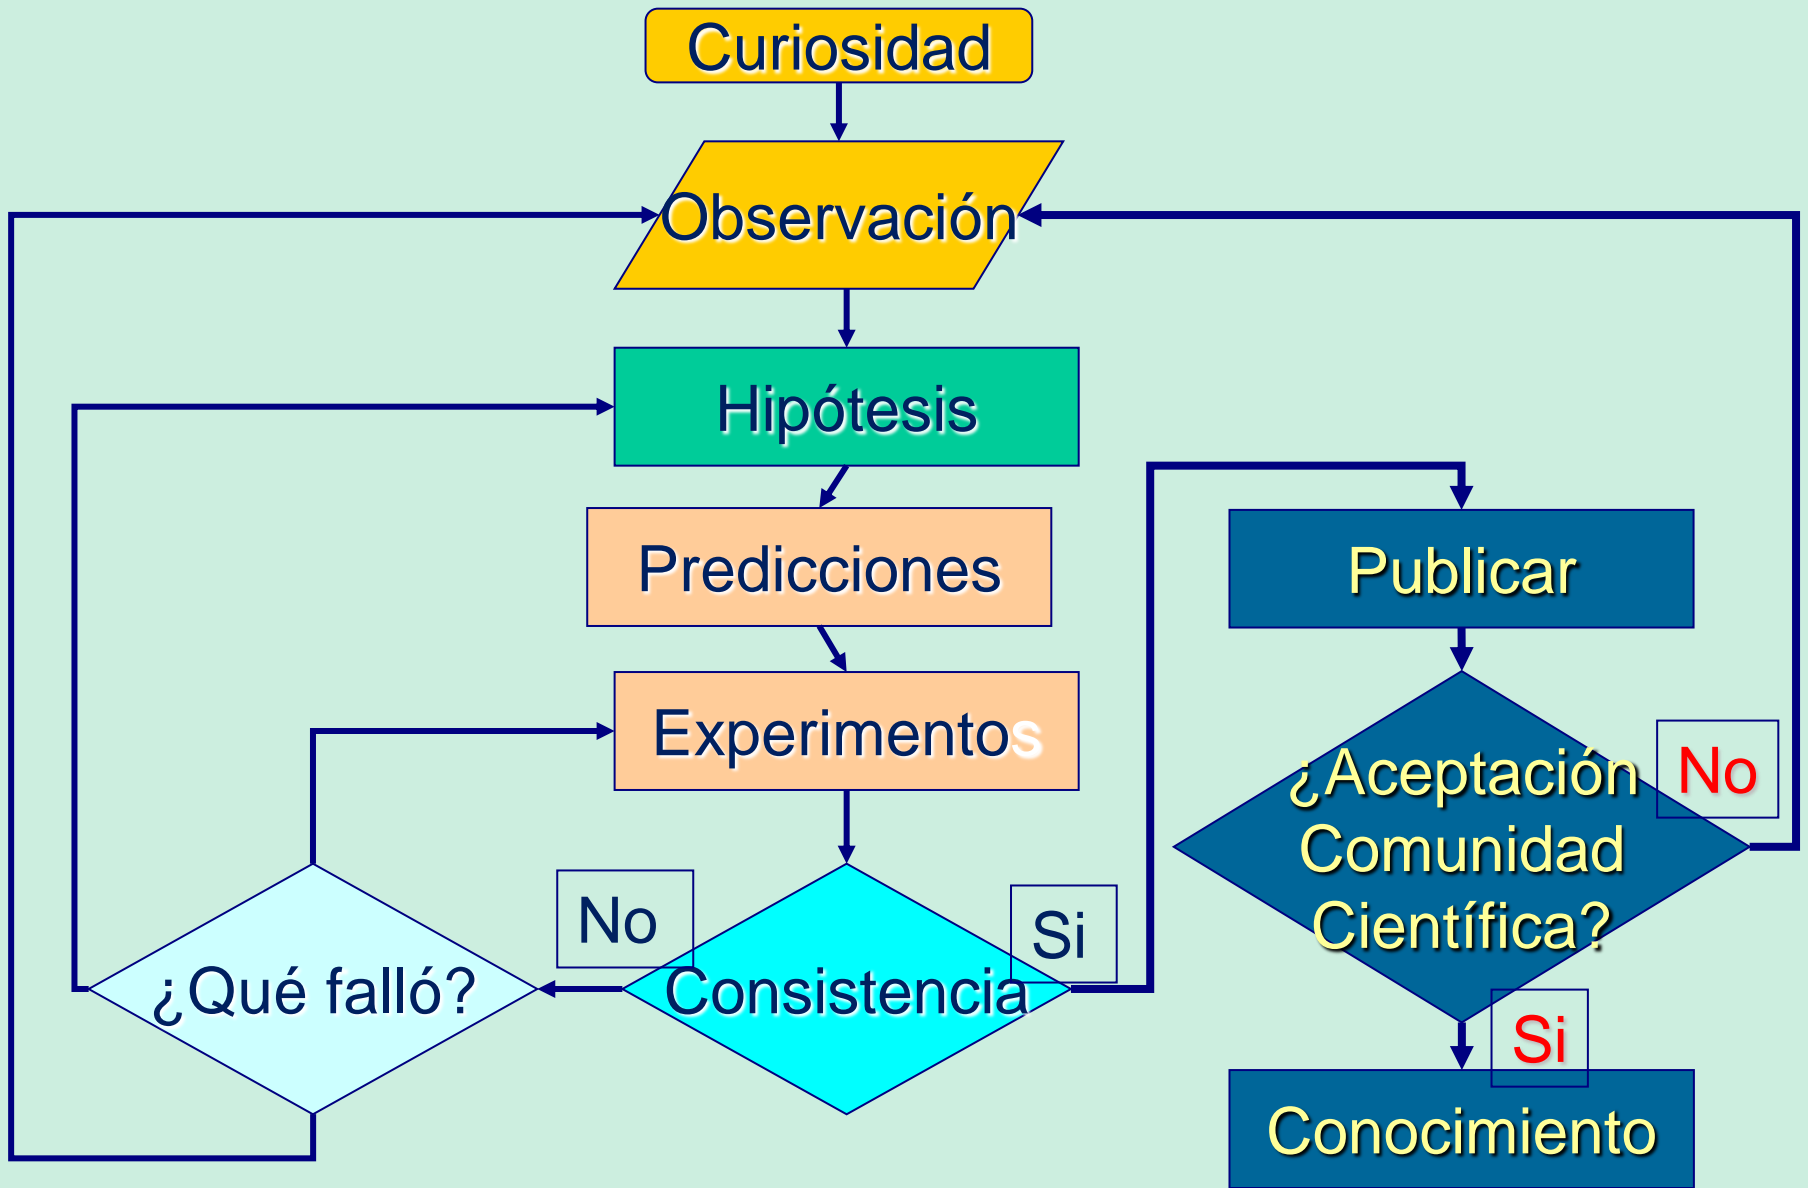 Curiosidad
Observación
Hipótesis
Predicciones
Experimentos
No
Si
¿Qué falló?
Consistencia
Publicar
¿Aceptación
Comunidad
Científica?
No
Si
Conocimiento